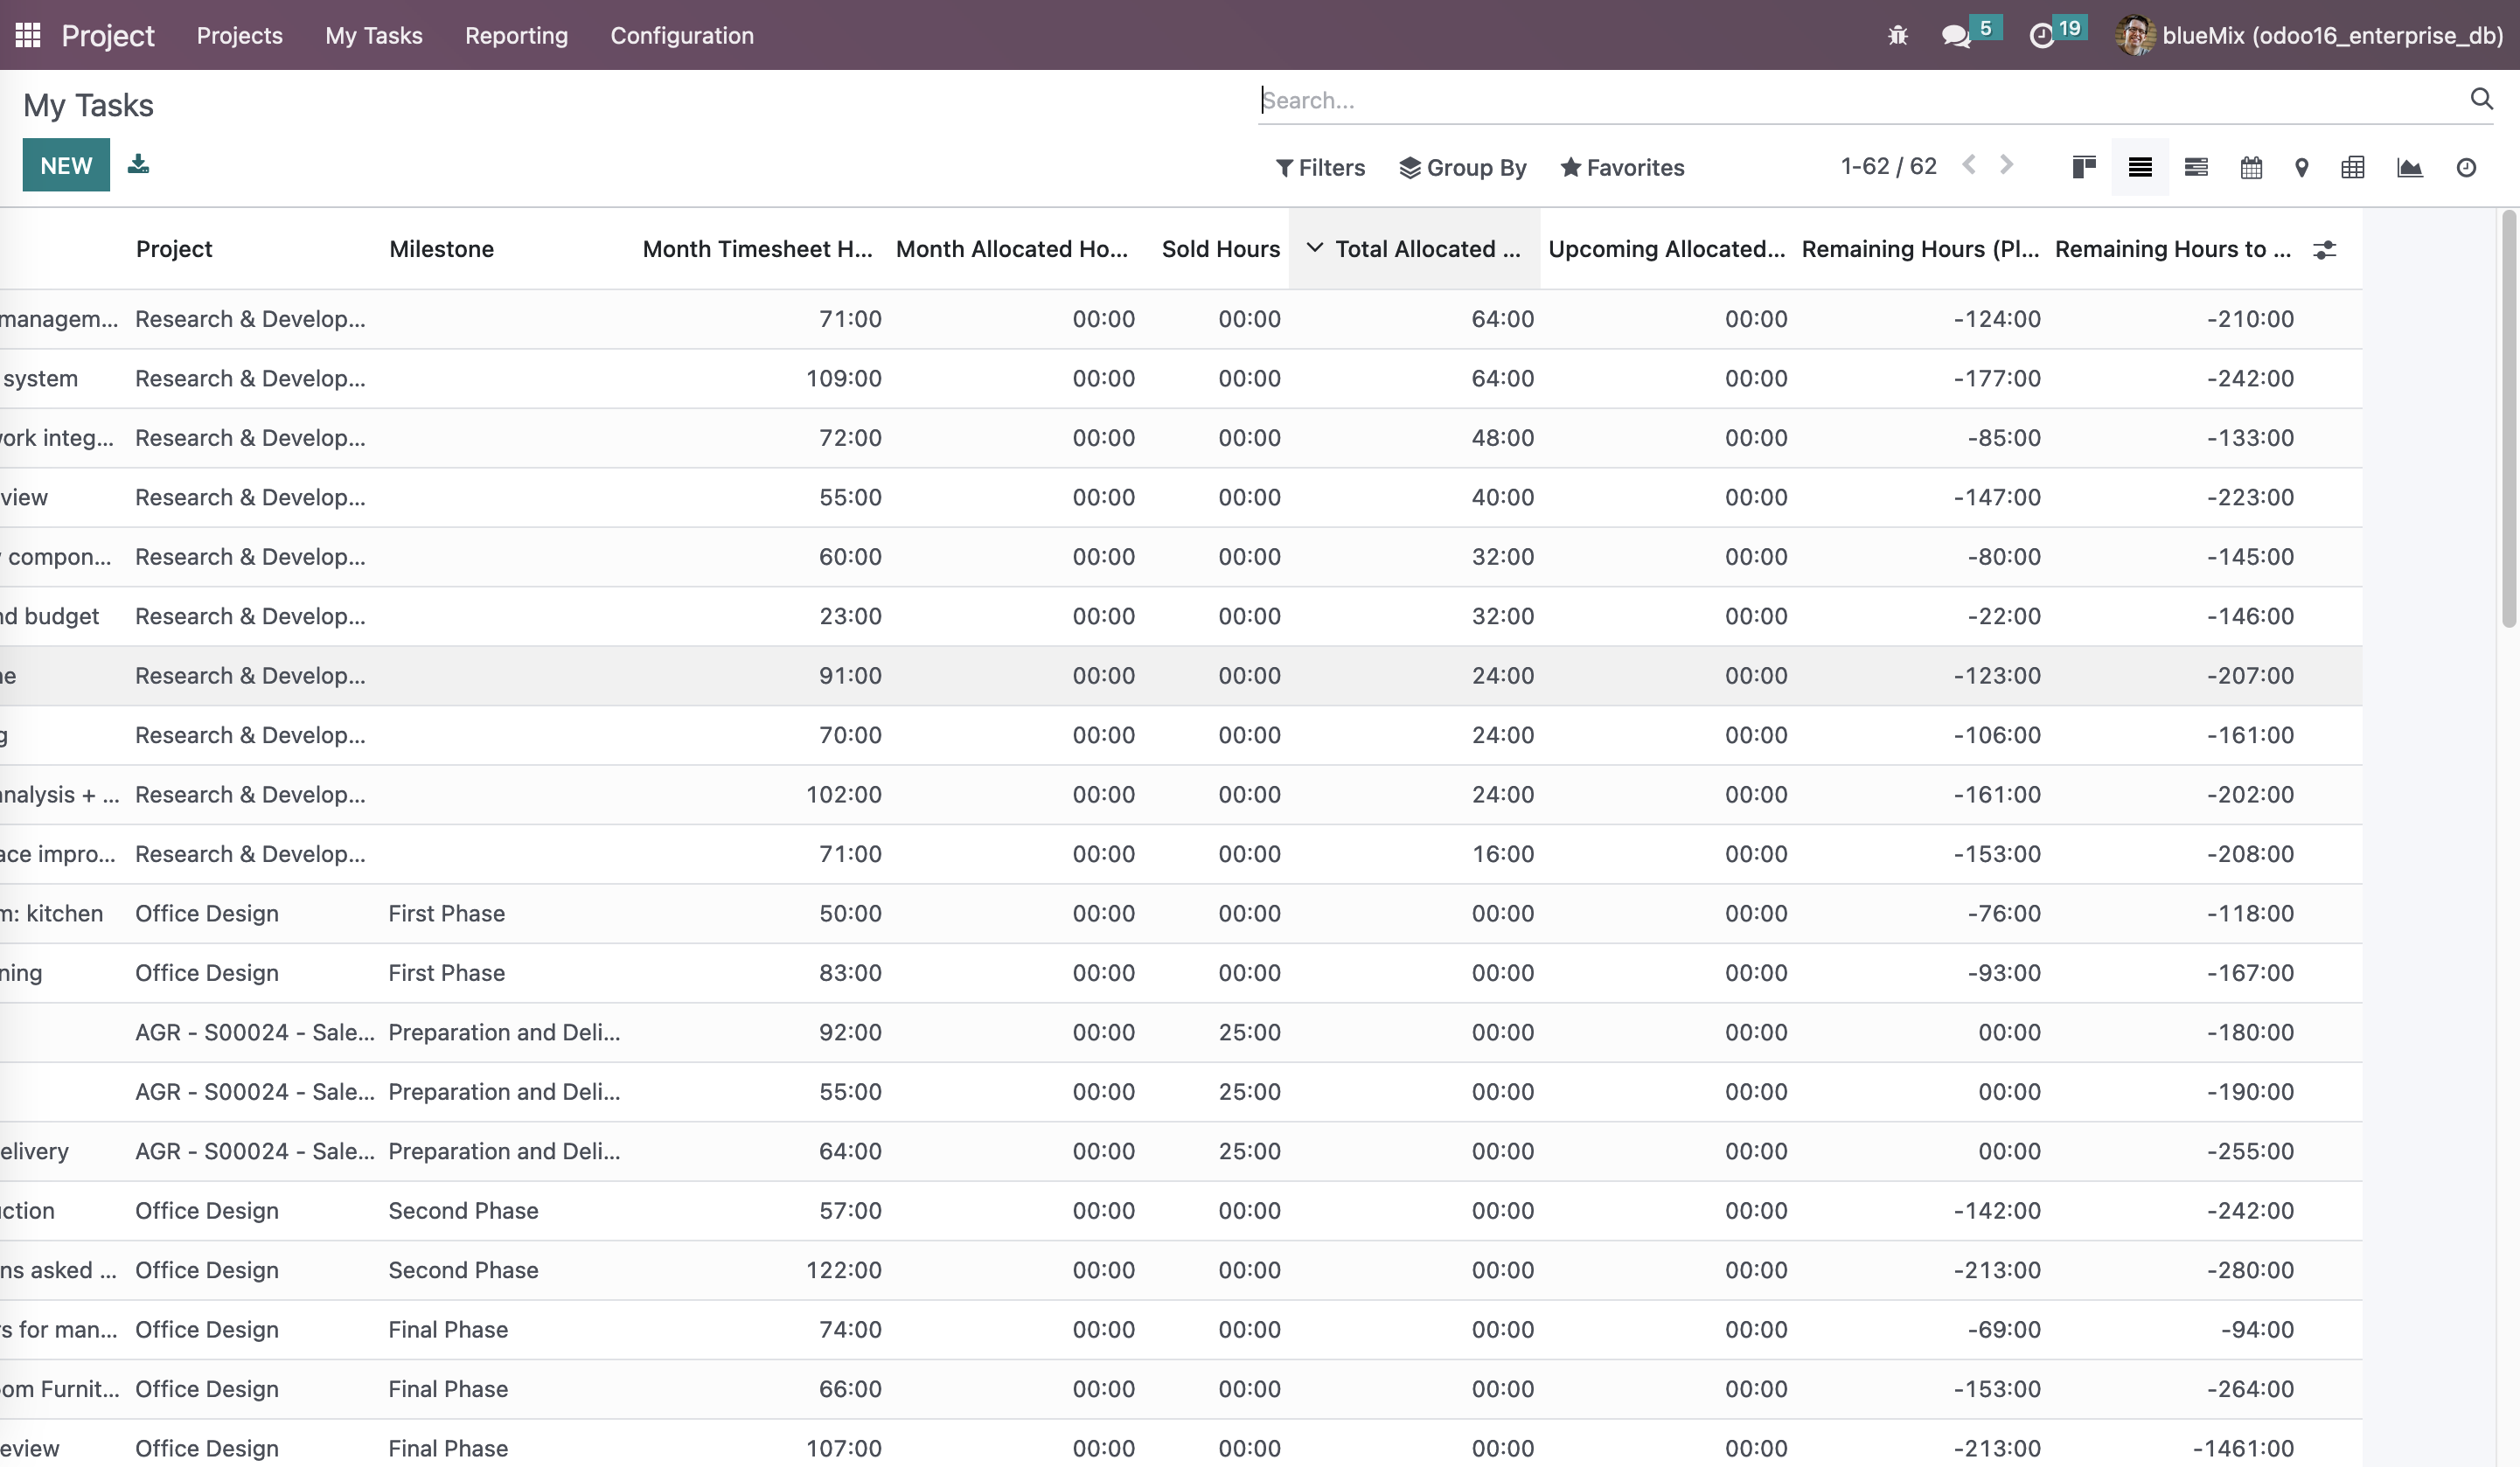 Project Projects My Tasks Reporting Configuration 5 19 blueMix (odoo16_enterprise_db)
My Tasks Search...
NEW Filters Group By Favorites 1-62 / 62
Project Milestone Month Timesheet H... Month Allocated Ho... Sold Hours Total Allocated ... Upcoming Allocated... Remaining Hours (Pl... Remaining Hours to ...
managem... Research & Develop... 71:00 00:00 00:00 64:00 00:00 -124:00 -210:00
system Research & Develop... 109:00 00:00 00:00 64:00 00:00 -177:00 -242:00
ork integ... Research & Develop... 72:00 00:00 00:00 48:00 00:00 -85:00 -133:00
view Research & Develop... 55:00 00:00 00:00 40:00 00:00 -147:00 -223:00
compon... Research & Develop... 60:00 00:00 00:00 32:00 00:00 -80:00 -145:00
nd budget Research & Develop... 23:00 00:00 00:00 32:00 00:00 -22:00 -146:00
ne Research & Develop... 91:00 00:00 00:00 24:00 00:00 -123:00 -207:00
g Research & Develop... 70:00 00:00 00:00 24:00 00:00 -106:00 -161:00
analysis + ... Research & Develop... 102:00 00:00 00:00 24:00 00:00 -161:00 -202:00
ace impro... Research & Develop... 71:00 00:00 00:00 16:00 00:00 -153:00 -208:00
m: kitchen Office Design First Phase 50:00 00:00 00:00 00:00 00:00 -76:00 -118:00
ning Office Design First Phase 83:00 00:00 00:00 00:00 00:00 -93:00 -167:00
AGR - S00024 - Sale... Preparation and Deli... 92:00 00:00 25:00 00:00 00:00 00:00 -180:00
AGR - S00024 - Sale... Preparation and Deli... 55:00 00:00 25:00 00:00 00:00 00:00 -190:00
elivery AGR - S00024 - Sale... Preparation and Deli... 64:00 00:00 25:00 00:00 00:00 00:00 -255:00
uction Office Design Second Phase 57:00 00:00 00:00 00:00 00:00 -142:00 -242:00
ns asked ... Office Design Second Phase 122:00 00:00 00:00 00:00 00:00 -213:00 -280:00
rs for man... Office Design Final Phase 74:00 00:00 00:00 00:00 00:00 -69:00 -94:00
om Furnit... Office Design Final Phase 66:00 00:00 00:00 00:00 00:00 -153:00 -264:00
eview Office Design Final Phase 107:00 00:00 00:00 00:00 00:00 -213:00 -1461:00